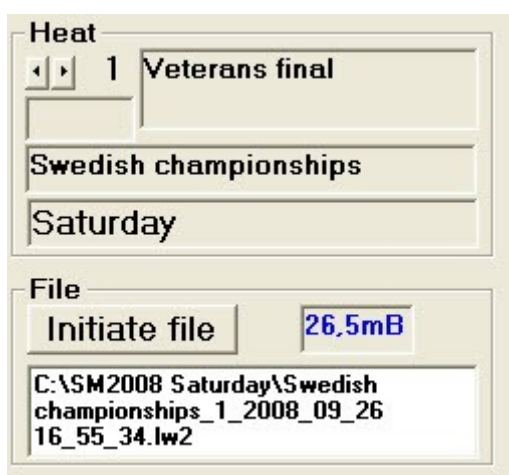 Heat
1 Veterans final
Swedish championships
Saturday
File
Initiate file 26,5mB
C:\SM2008 Saturday\Swedish
championships_1_2008_09_26
16_55_34.lw2